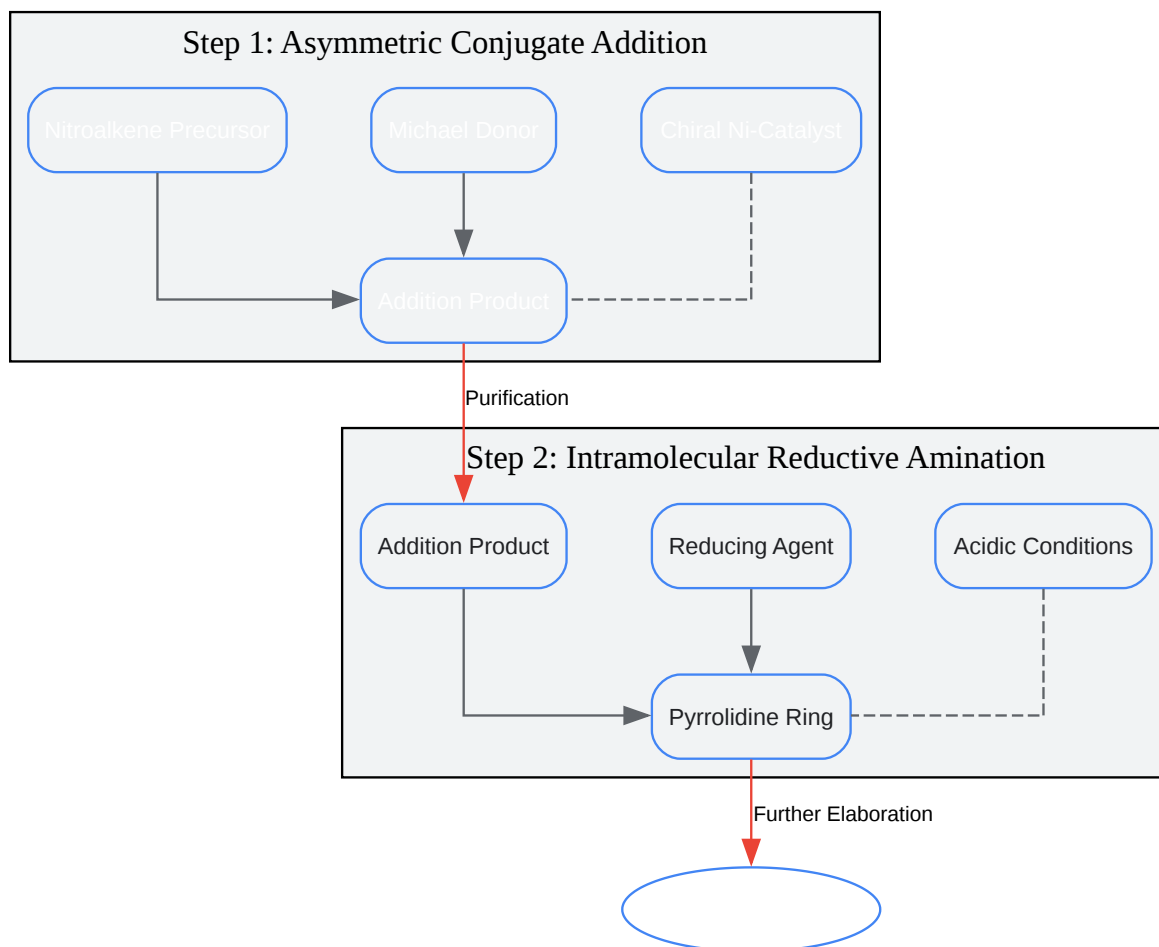 Step 1: Asymmetric Conjugate Addition
Nitroalkene Precursor
Michael Donor
Chiral Ni-Catalyst
Addition Product
Purification
Step 2: Intramolecular Reductive Amination
Addition Product
Reducing Agent
Acidic Conditions
Pyrrolidine Ring
Further Elaboration